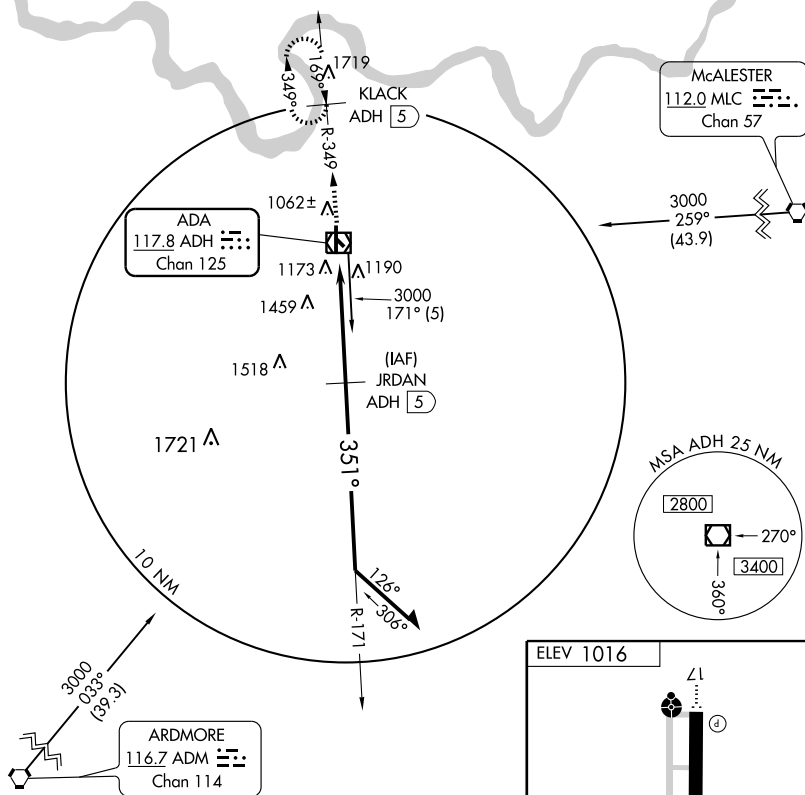 169°
349°
1719
KLACK
ADH 5
R-349
McALESTER
112.0 MLC
Chan 57
3000
259°
(43.9)
1062±
ADA
117.8 ADH
Chan 125
1173
1190
3000
171° (5)
1459
(IAF)
JRDAN
ADH 5
1518
1721
351°
MSA ADH 25 NM
2800
270°
3400
360°
10 NM
126°
306°
R-171
3000
033°
(39.3)
ARDMORE
116.7 ADM
Chan 114
ELEV 1016
17
P